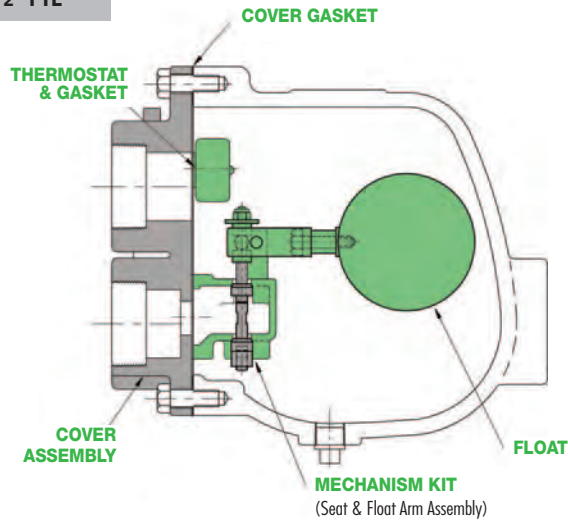 2" FTE
COVER GASKET
THERMOSTAT
& GASKET
COVER
ASSEMBLY
FLOAT
MECHANISM KIT
(Seat & Float Arm Assembly)